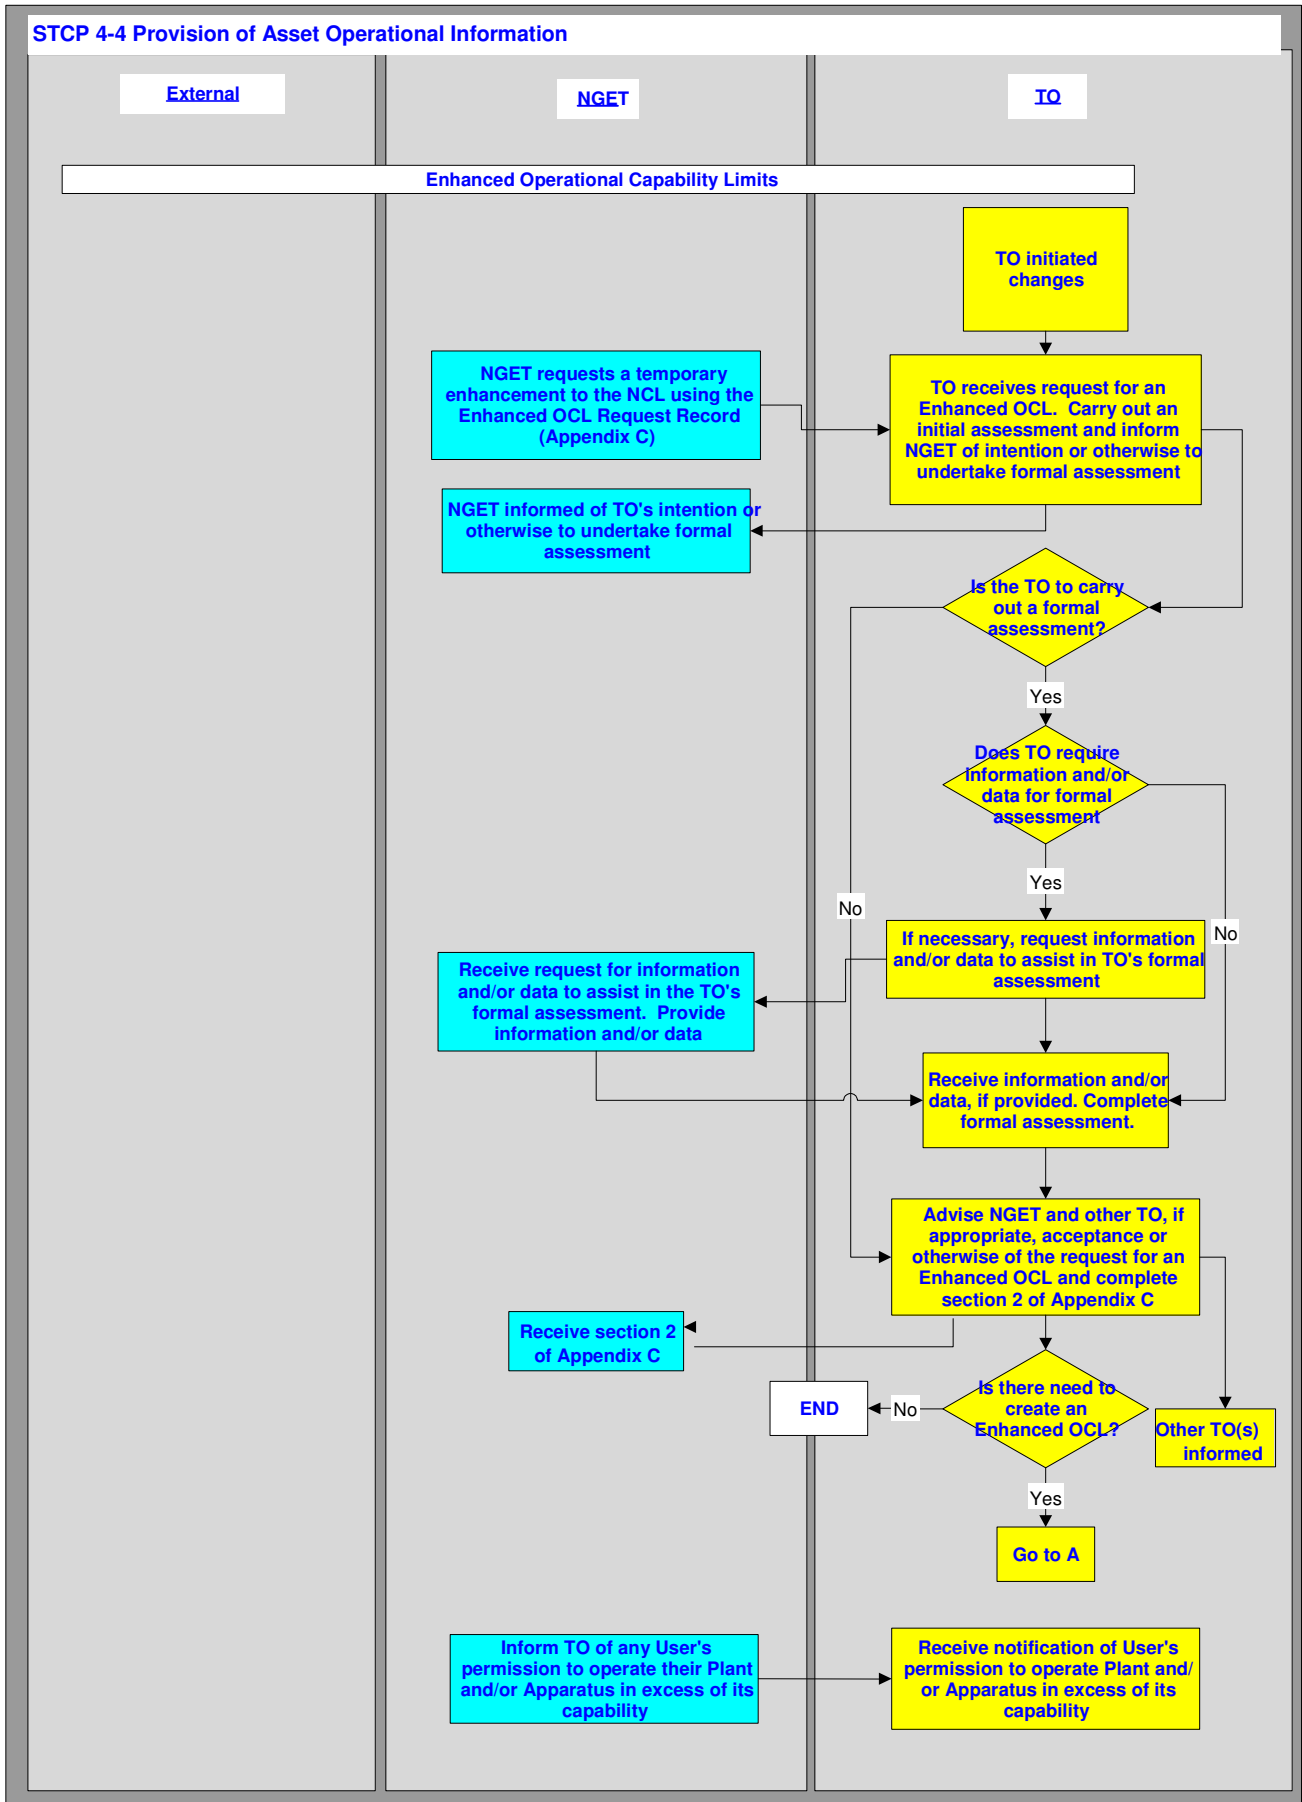 STCP 4-4 Provision of Asset Operational Information
External
NGET
TO
Enhanced Operational Capability Limits
TO initiated
changes
NGET requests a temporary
enhancement to the NCL using the
Enhanced OCL Request Record
(Appendix C)
TO receives request for an
Enhanced OCL. Carry out an
initial assessment and inform
NGET of intention or otherwise to
undertake formal assessment
NGET informed of TO's intention or
otherwise to undertake formal
assessment
Is the TO to carry
out a formal
assessment?
Yes
Does TO require
information and/or
data for formal
assessment
Yes
No
No
If necessary, request information
and/or data to assist in TO's formal
assessment
Receive request for information
and/or data to assist in the TO's
formal assessment. Provide
information and/or data
Receive information and/or
data, if provided. Complete
formal assessment.
Advise NGET and other TO, if
appropriate, acceptance or
otherwise of the request for an
Enhanced OCL and complete
section 2 of Appendix C
Receive section 2
of Appendix C
Is there need to
create an
Enhanced OCL?
END
No
Other TO(s)
informed
Yes
Go to A
Inform TO of any User's
permission to operate their Plant
and/or Apparatus in excess of its
capability
Receive notification of User's
permission to operate Plant and/
or Apparatus in excess of its
capability